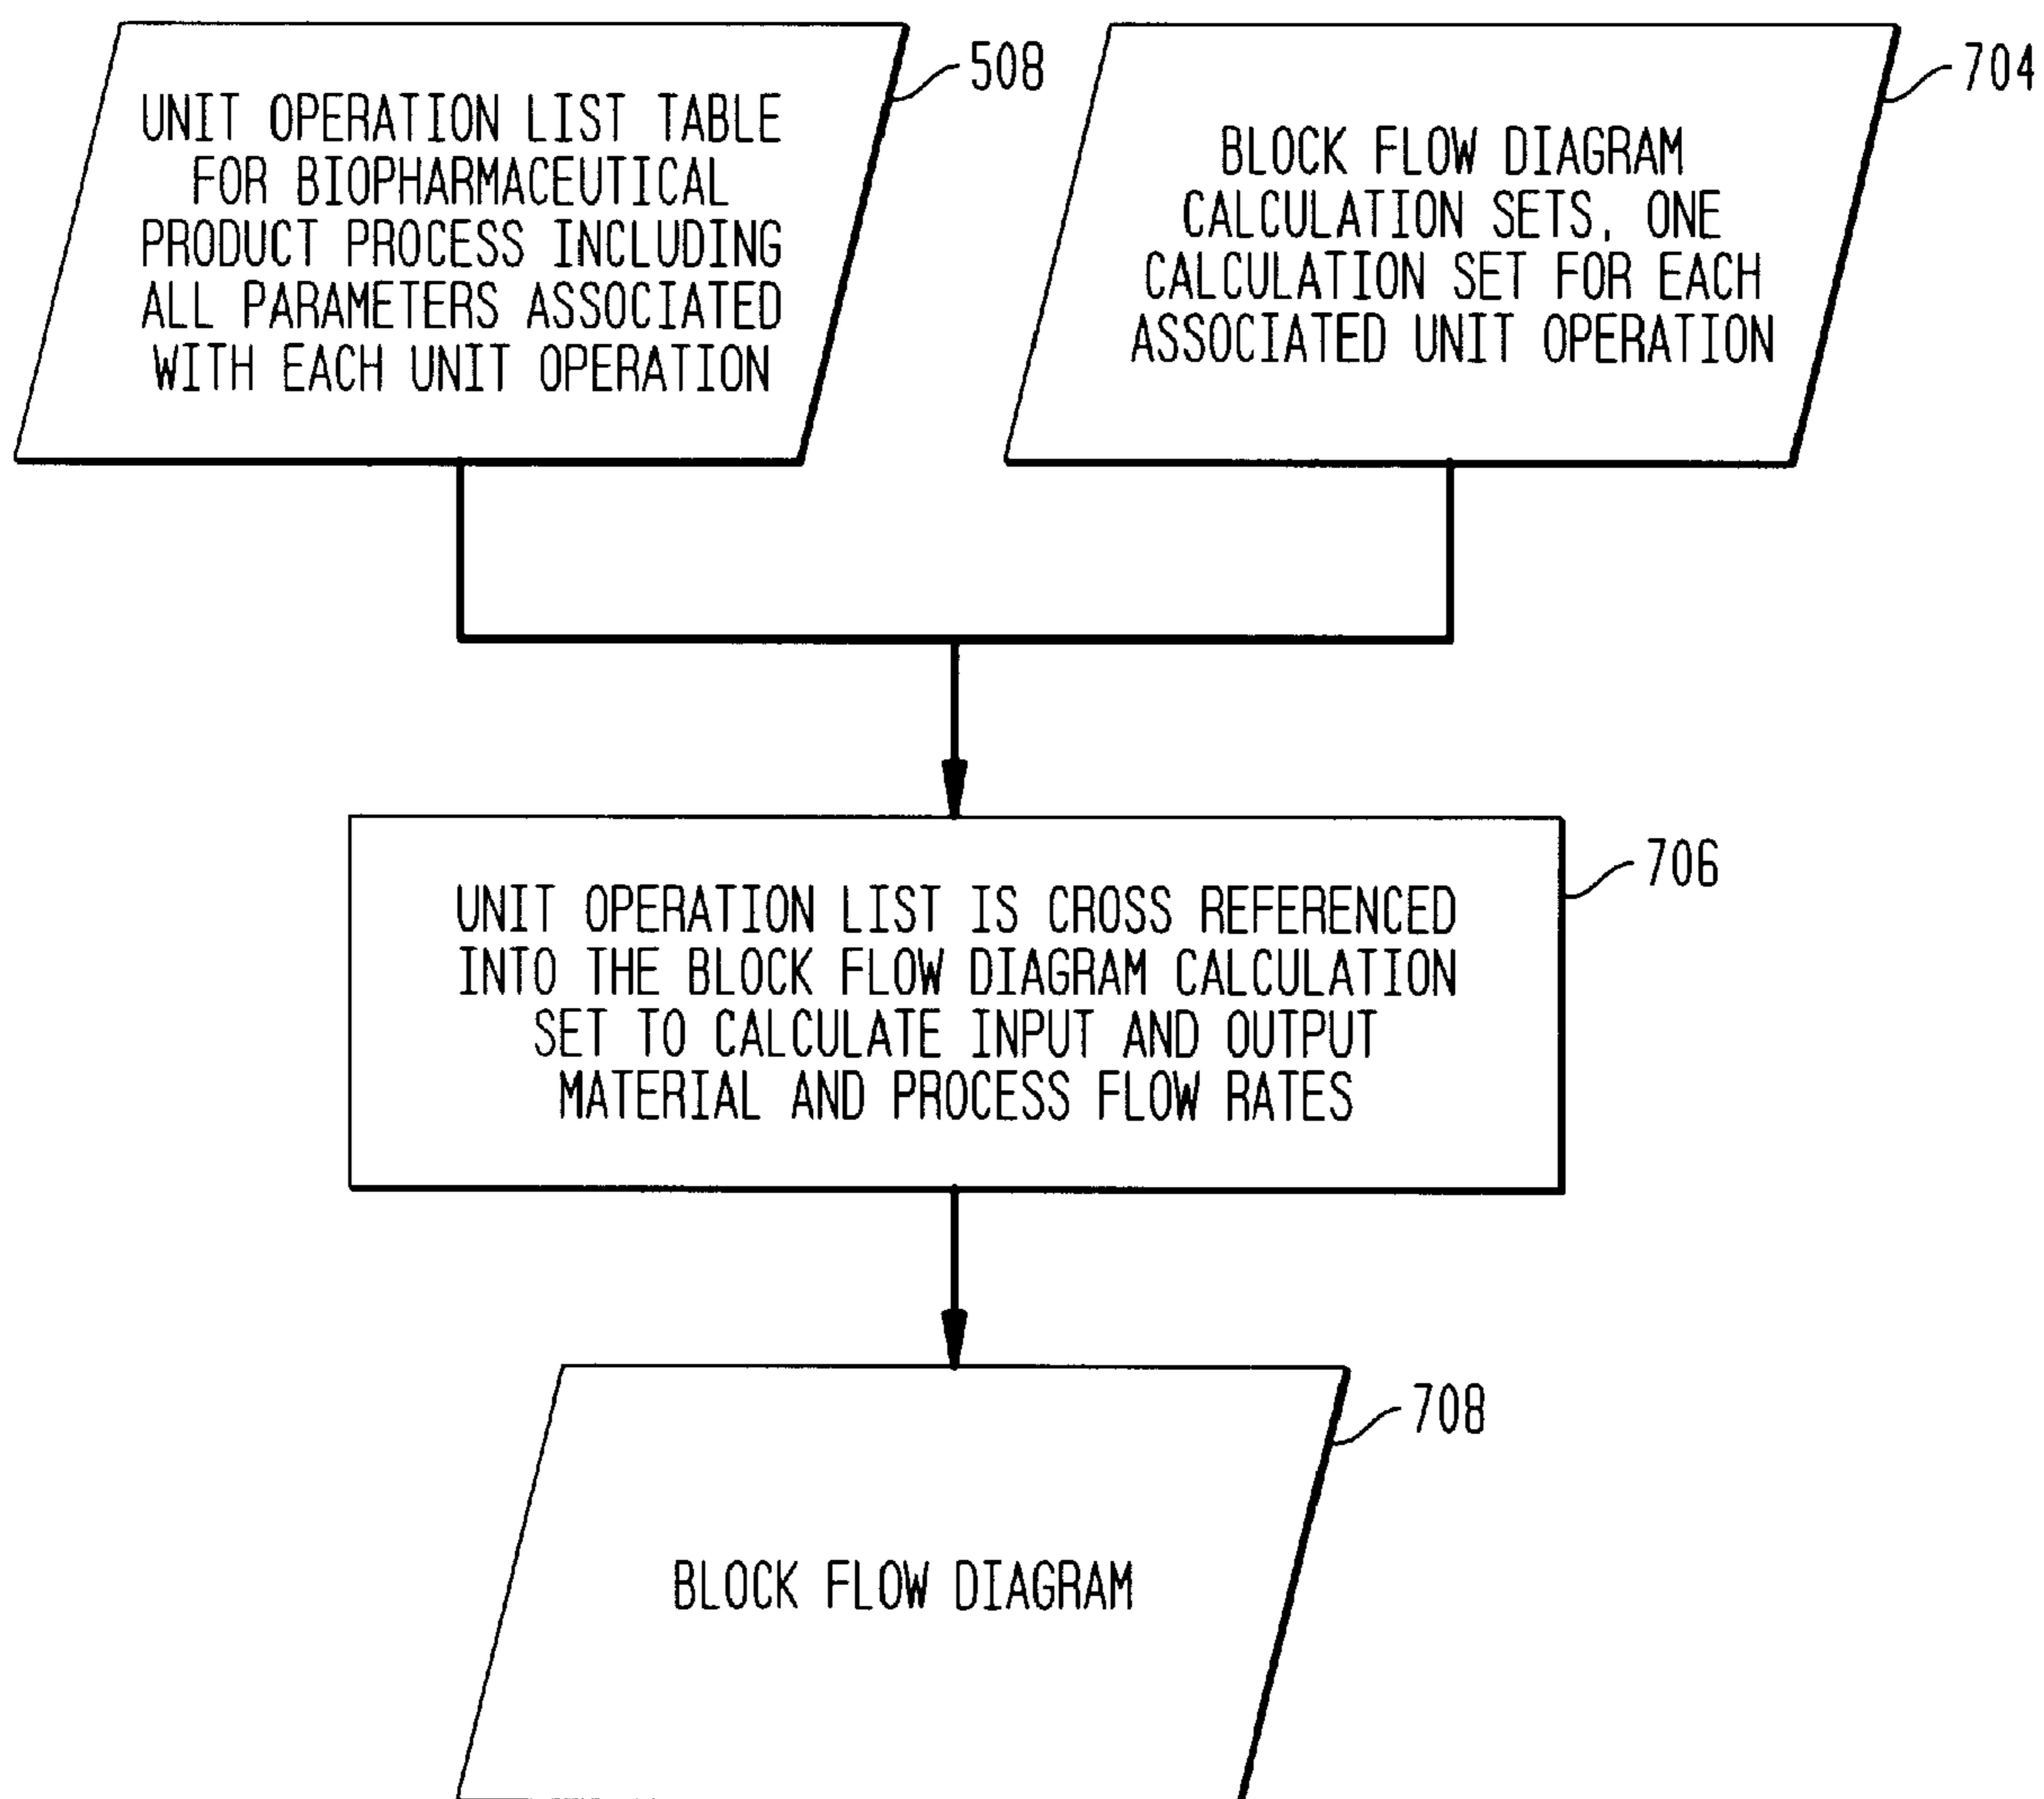 UNIT OPERATION LIST TABLE
FOR BIOPHARMACEUTICAL
PRODUCT PROCESS INCLUDING
ALL PARAMETERS ASSOCIATED
WITH EACH UNIT OPERATION
508
BLOCK FLOW DIAGRAM
CALCULATION SETS, ONE
CALCULATION SET FOR EACH
ASSOCIATED UNIT OPERATION
704
UNIT OPERATION LIST IS CROSS REFERENCED
INTO THE BLOCK FLOW DIAGRAM CALCULATION
SET TO CALCULATE INPUT AND OUTPUT
MATERIAL AND PROCESS FLOW RATES
706
BLOCK FLOW DIAGRAM
708